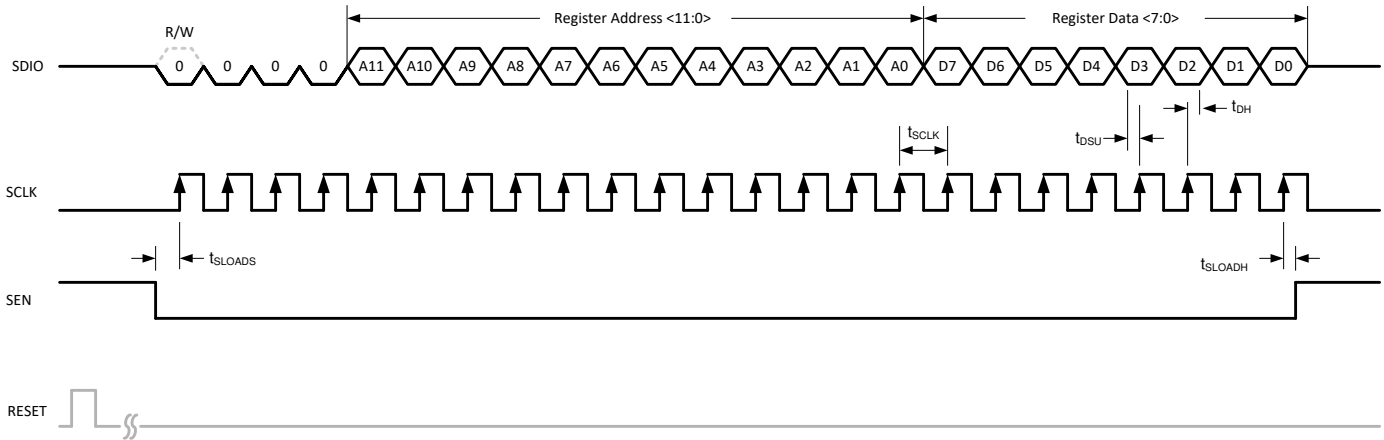 Register Address <11:0> Register Data <7:0>
R/W
SDIO 0 0 0 0 A11 A10 A9 A8 A7 A6 A5 A4 A3 A2 A1 A0 D7 D6 D5 D4 D3 D2 D1 D0
tDH
tSCLK tDSU
SCLK
tSLOADS tSLOADH
SEN
RESET